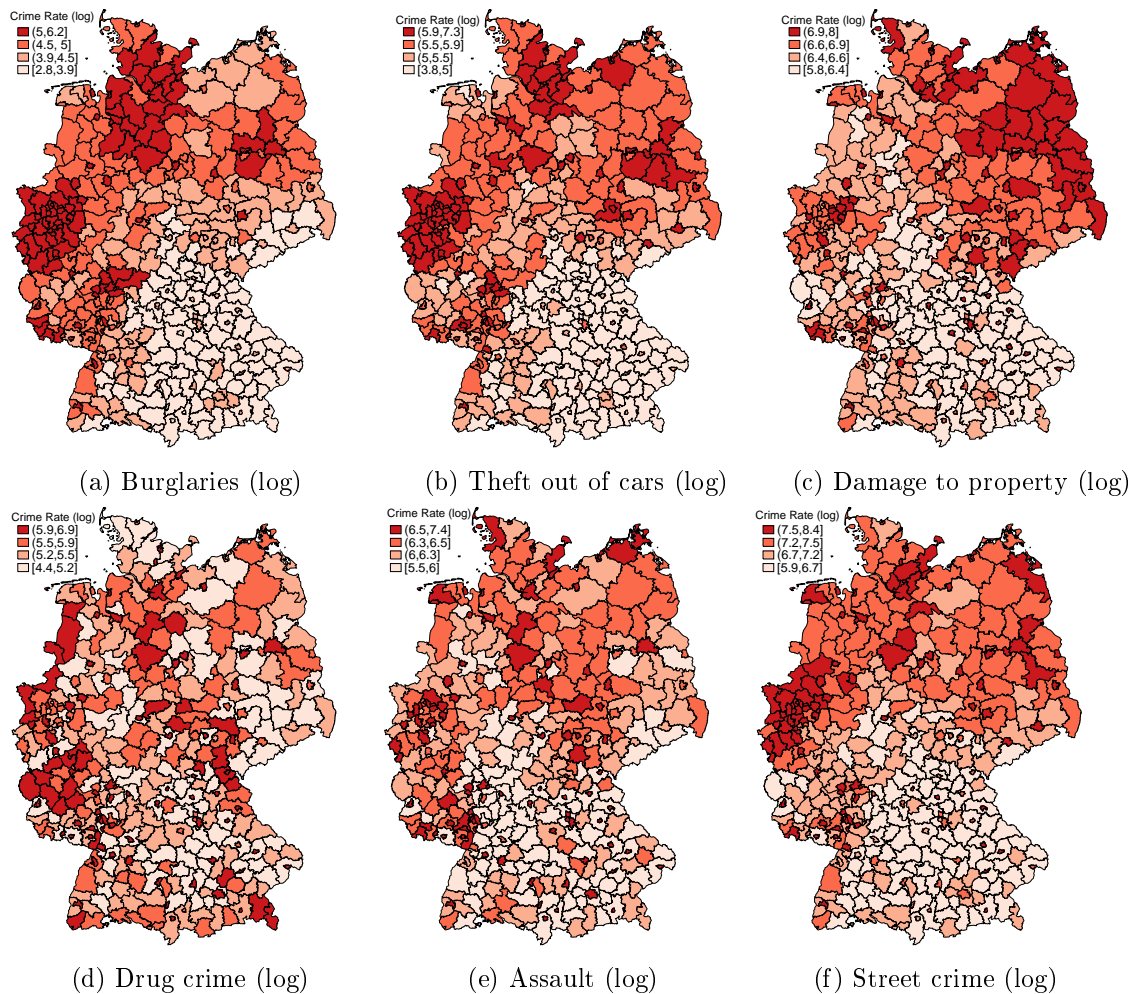 Crime Rate (log)
(5,6.2]
(4.5, 5]
(3.9,4.5]
[2.8,3.9]
(a) Burglaries (log)
Crime Rate (log)
(5.9,7.3]
(5.5,5.9]
(5,5.5]
[3.8,5]
(b) Theft out of cars (log)
Crime Rate (log)
(6.9,8]
(6.6,6.9]
(6.4,6.6]
[5.8,6.4]
(c) Damage to property (log)
Crime Rate (log)
(5.9,6.9]
(5.5,5.9]
(5.2,5.5]
[4.4,5.2]
(d) Drug crime (log)
Crime Rate (log)
(6.5,7.4]
(6.3,6.5]
(6,6.3]
[5.5,6]
(e) Assault (log)
Crime Rate (log)
(7.5,8.4]
(7.2,7.5]
(6.7,7.2]
[5.9,6.7]
(f) Street crime (log)